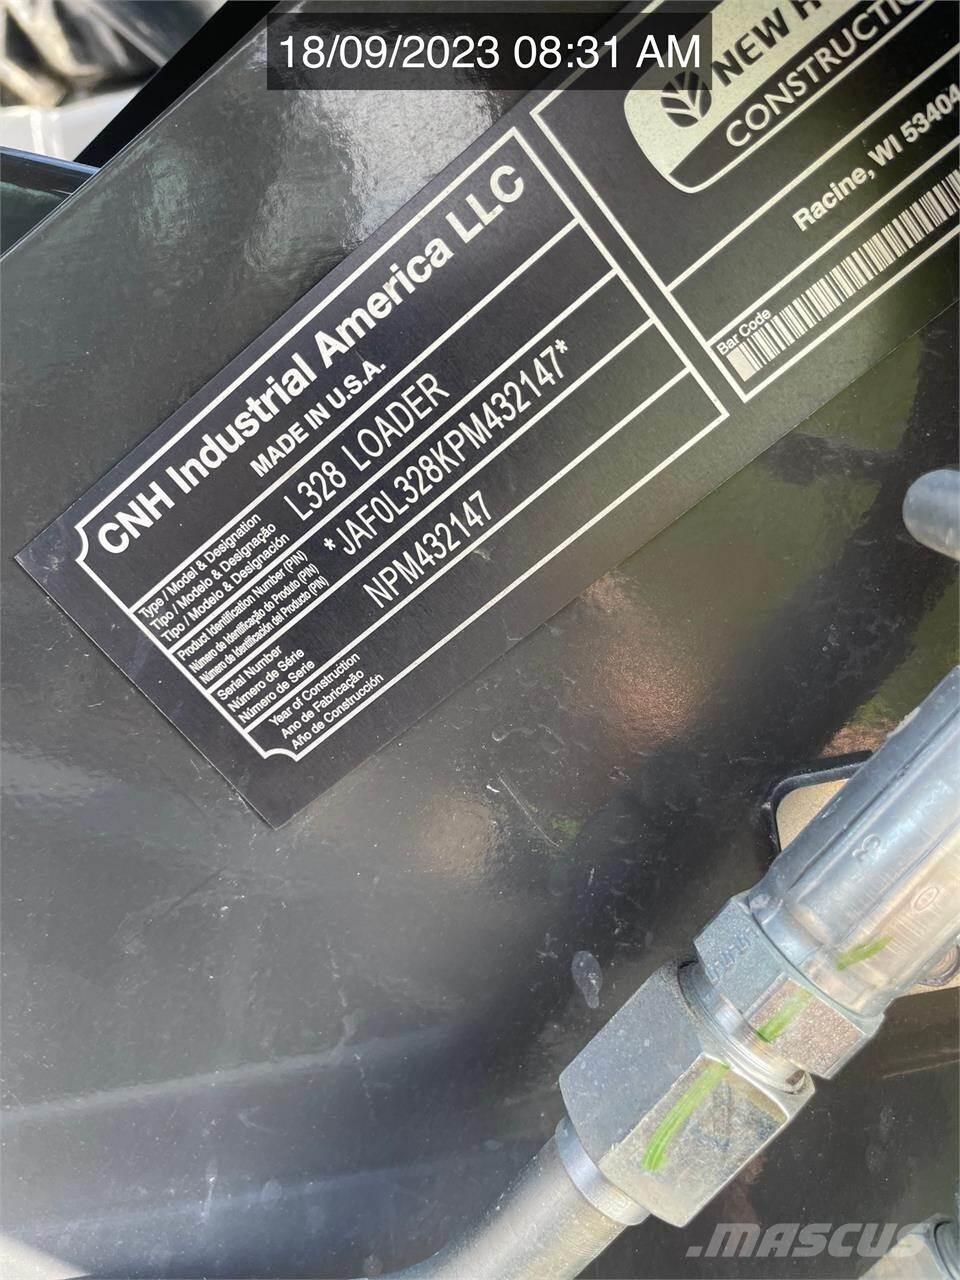 18/09/2023 08:31 AM
NEW H
CONSTRUCTION
Racine, WI 53404
Bar Code
CNH Industrial America LLC
MADE IN U.S.A.
Type / Model & Designation
Tipo / Modelo & Designação
Tipo / Modelo & Designación
L328 LOADER
Product Identification Number (PIN)
Número de Identificação do Produto (PIN)
Número de Identificación del Producto (PIN)
*JAF0L328KPM432147*
Serial Number
Número de Série
Número de Serie
NPM432147
Year of Construction
Ano de Fabricação
Año de Construcción
MASCUS